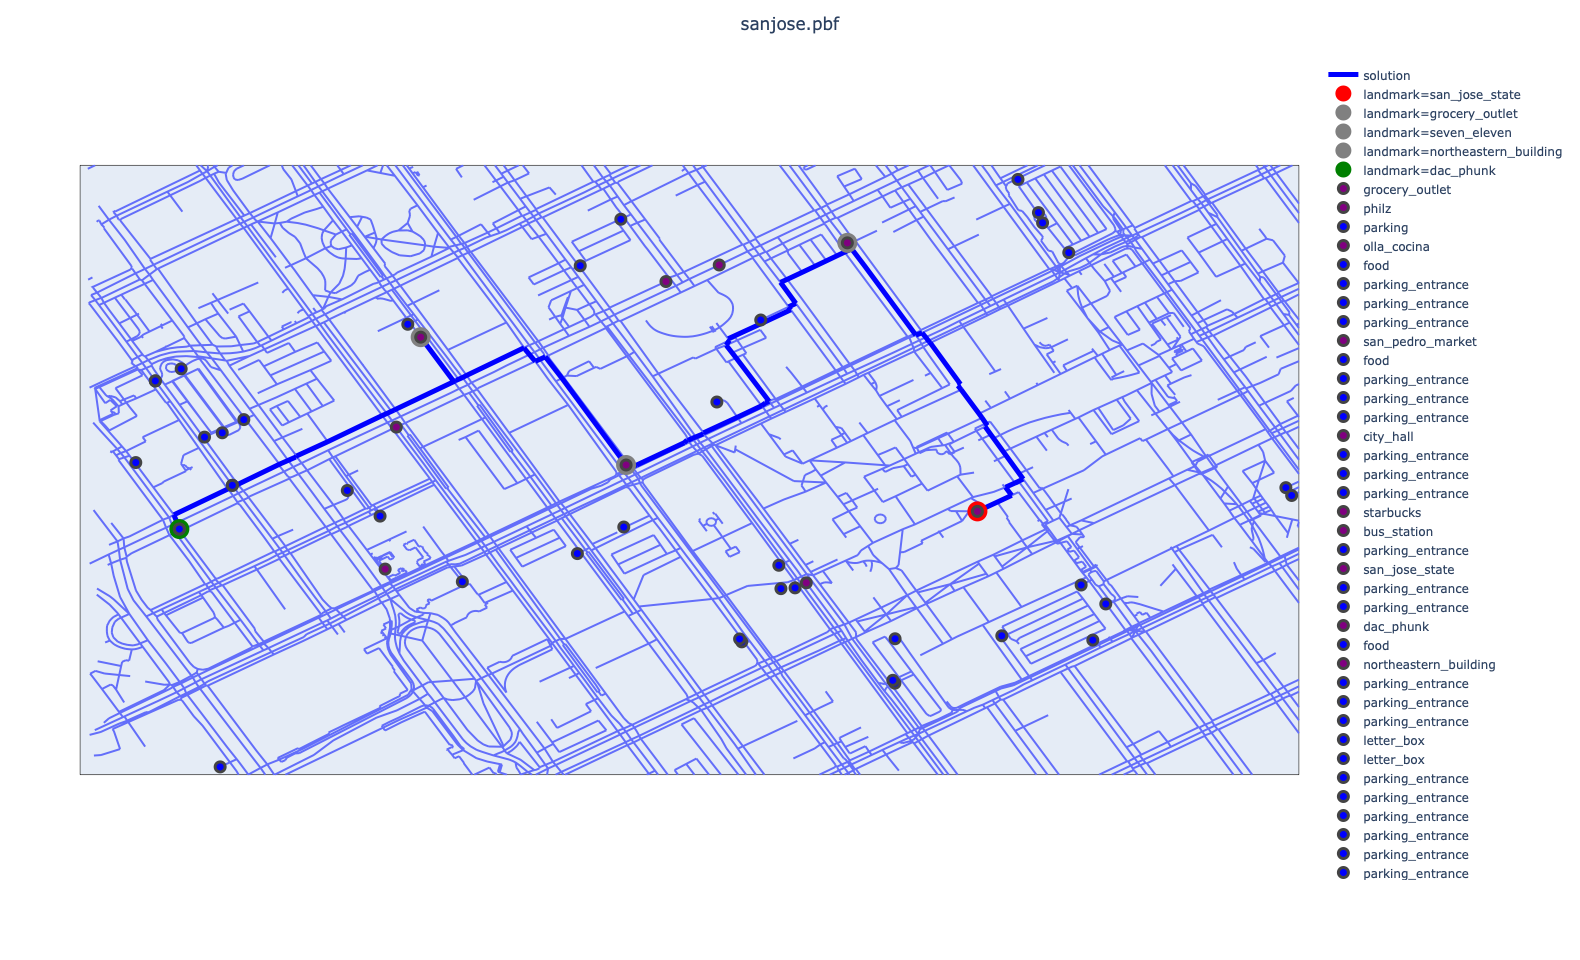 sanjose.pbf
solution
landmark=san_jose_state
landmark=grocery_outlet
landmark=seven_eleven
landmark=northeastern_building
landmark=dac_phunk
grocery_outlet
philz
parking
olla_cocina
food
parking_entrance
parking_entrance
parking_entrance
san_pedro_market
food
parking_entrance
parking_entrance
parking_entrance
city_hall
parking_entrance
parking_entrance
parking_entrance
starbucks
bus_station
parking_entrance
san_jose_state
parking_entrance
parking_entrance
dac_phunk
food
northeastern_building
parking_entrance
parking_entrance
parking_entrance
letter_box
letter_box
parking_entrance
parking_entrance
parking_entrance
parking_entrance
parking_entrance
parking_entrance